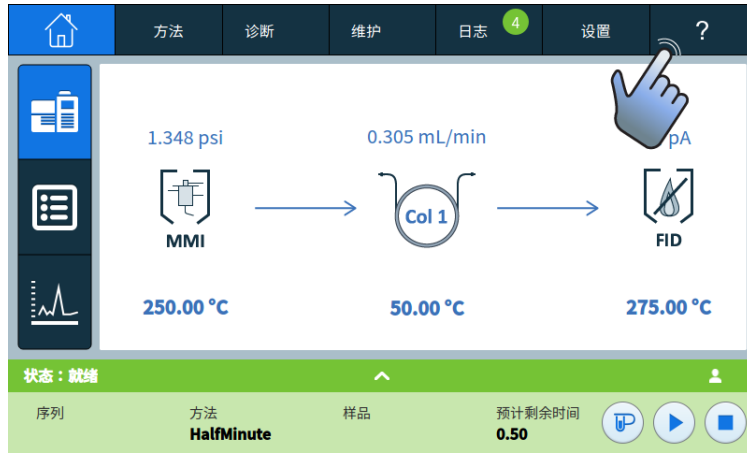 方法 诊断 维护 日志 4 设置 ?
1.348 psi 0.305 mL/min pA
Col 1
MMI FID
250.00 °C 50.00 °C 275.00 °C
状态：就绪
序列 方法 样品 预计剩余时间
HalfMinute 0.50